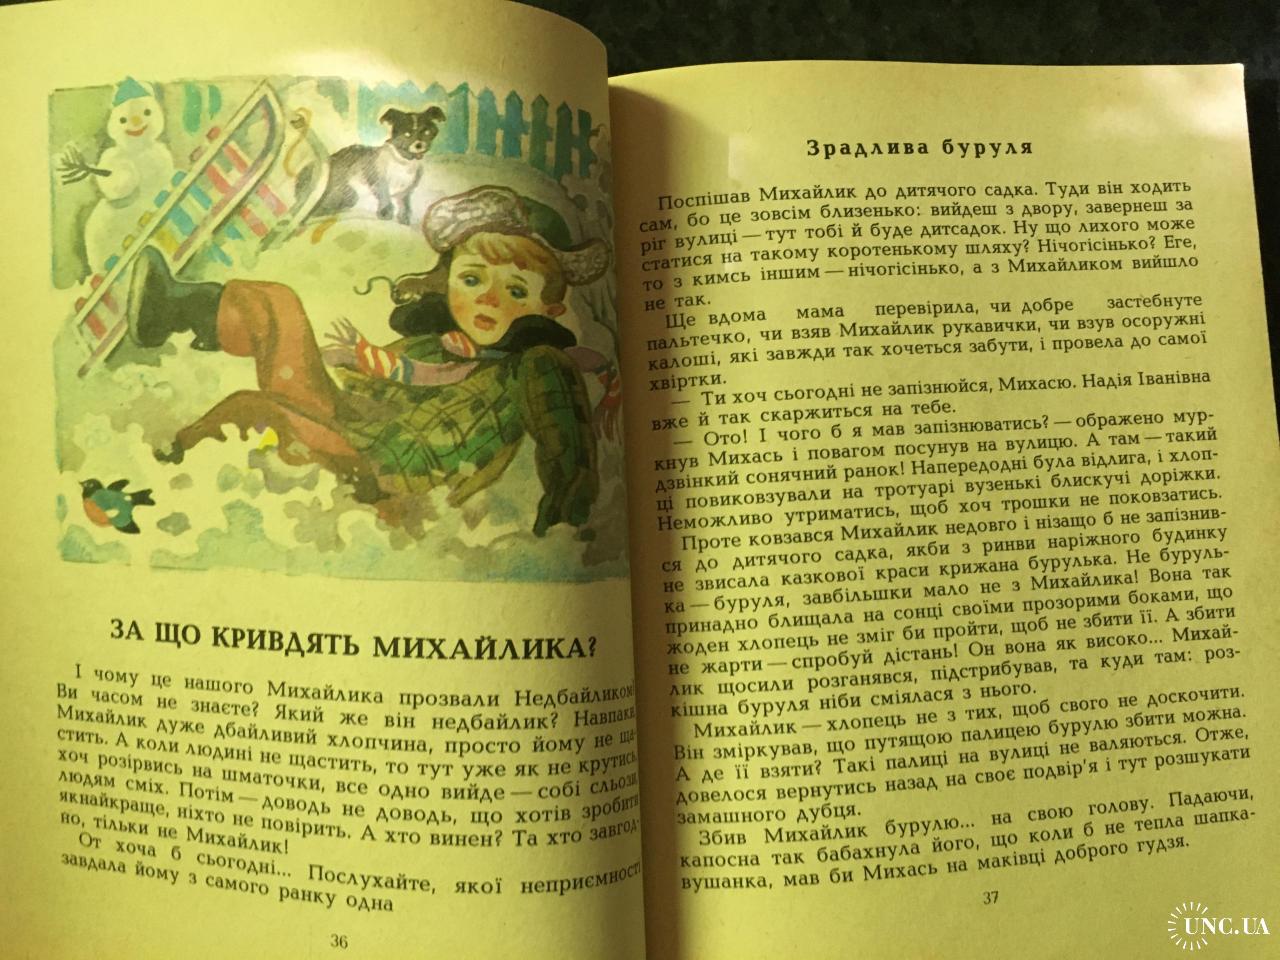 ЗА ЩО КРИВДЯТЬ МИХАЙЛИКА?
І чому це нашого Михайлика прозвали Недбайликом?
Ви часом не знаєте? Який же він недбайлик? Навпаки,
Михайлик дуже дбайливий хлопчина, просто йому не ща-
стить. А коли людині не щастить, то тут уже як не крутись,
хоч розірвись на шматочки, все одно вийде — собі сльози,
людям сміх. Потім — доводь не доводь, що хотів зробити
якнайкраще, ніхто не повірить. А хто винен? Та хто завгод-
но, тільки не Михайлик!
От хоча б сьогодні... Послухайте, якої неприємності
завдала йому з самого ранку одна
36
Зрадлива буруля
Поспішав Михайлик до дитячого садка. Туди він ходить
сам, бо це зовсім близенько: вийдеш з двору, завернеш за
ріг вулиці — тут тобі й буде дитсадок. Ну що лихого може
статися на такому коротенькому шляху? Нічогісінько? Еге,
то з кимсь іншим — нічогісінько, а з Михайликом вийшло
не так.
Ще вдома мама перевірила, чи добре застебнуте
пальтечко, чи взяв Михайлик рукавички, чи взув осоружні
калоші, які завжди так хочеться забути, і провела до самої
хвіртки.
— Ти хоч сьогодні не запізнюйся, Михасю. Надія Іванівна
вже й так скаржиться на тебе.
— Ото! І чого б я мав запізнюватись? — ображено мур-
кнув Михась і повагом посунув на вулицю. А там — такий
дзвінкий сонячний ранок! Напередодні була відлига, і хлоп-
ці повиковзували на тротуарі вузенькі блискучі доріжки.
Неможливо утриматись, щоб хоч трошки не поковзатись.
Проте ковзався Михайлик недовго і нізащо б не запізнив-
ся до дитячого садка, якби з ринви наріжного будинку
не звисала казкової краси крижана бурулька. Не буруль-
ка — буруля, завбільшки мало не з Михайлика! Вона так
принадно блищала на сонці своїми прозорими боками, що
жоден хлопець не зміг би пройти, щоб не збити її. А збити
не жарти — спробуй дістань! Он вона як високо... Михай-
лик щосили розганявся, підстрибував, та куди там: роз-
кішна буруля ніби сміялася з нього.
Михайлик — хлопець не з тих, щоб свого не доскочити.
Він зміркував, що путящою палицею бурулю збити можна.
А де її взяти? Такі палиці на вулиці не валяються. Отже,
довелося вернутись назад на своє подвір'я і тут розшукати
замашного дубця.
Збив Михайлик бурулю... на свою голову. Падаючи,
капосна так бабахнула його, що коли б не тепла шапка-
вушанка, мав би Михась на маківці доброго гудзя.
37
UNC.UA